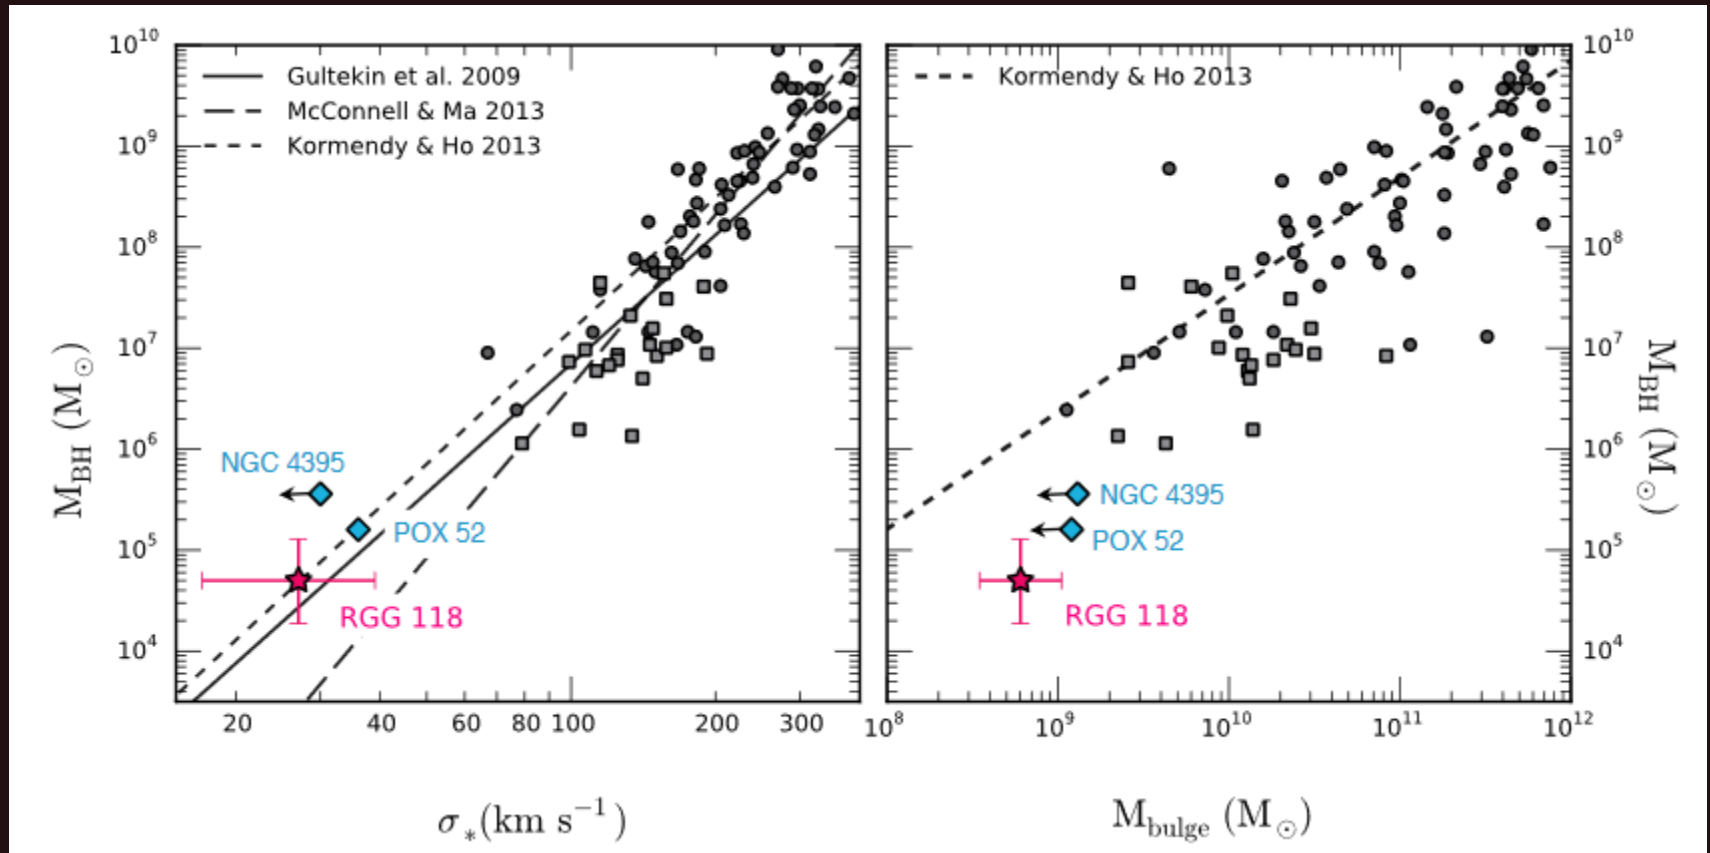 Gultekin et al. 2009
McConnell & Ma 2013
Kormendy & Ho 2013
10^10
10^9
10^8
10^7
10^6
10^5
10^4
M_BH (M_☉)
NGC 4395
POX 52
RGG 118
20 40 60 80 100 200 300
σ_*(km s^−1)
Kormendy & Ho 2013
NGC 4395
POX 52
RGG 118
10^8 10^9 10^10 10^11 10^12
M_bulge (M_☉)
10^10
10^9
10^8
10^7
10^6
10^5
10^4
M_BH (M_☉)